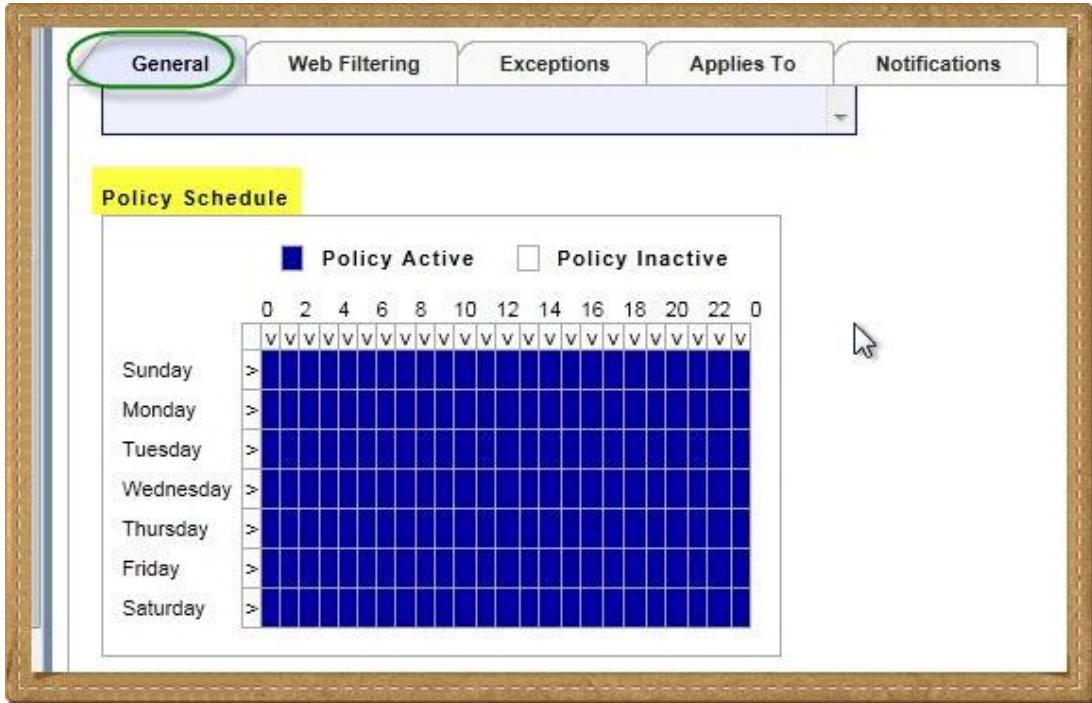 General Web Filtering Exceptions Applies To Notifications
Policy Schedule
Policy Active Policy Inactive
0 2 4 6 8 10 12 14 16 18 20 22 0
v v v v v v v v v v v v v v v v v v v v v v v v v
Sunday >
Monday >
Tuesday >
Wednesday >
Thursday >
Friday >
Saturday >